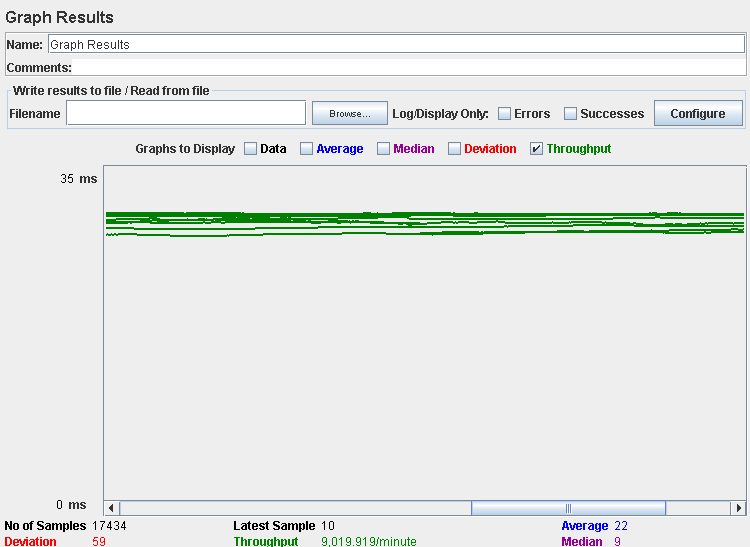 Graph Results
Name: Graph Results
Comments:
Write results to file / Read from file
Filename Browse... Log/Display Only: Errors Successes Configure
Graphs to Display Data Average Median Deviation Throughput
35 ms
0 ms
No of Samples 17434 Latest Sample 10 Average 22
Deviation 59 Throughput 9,019.919/minute Median 9